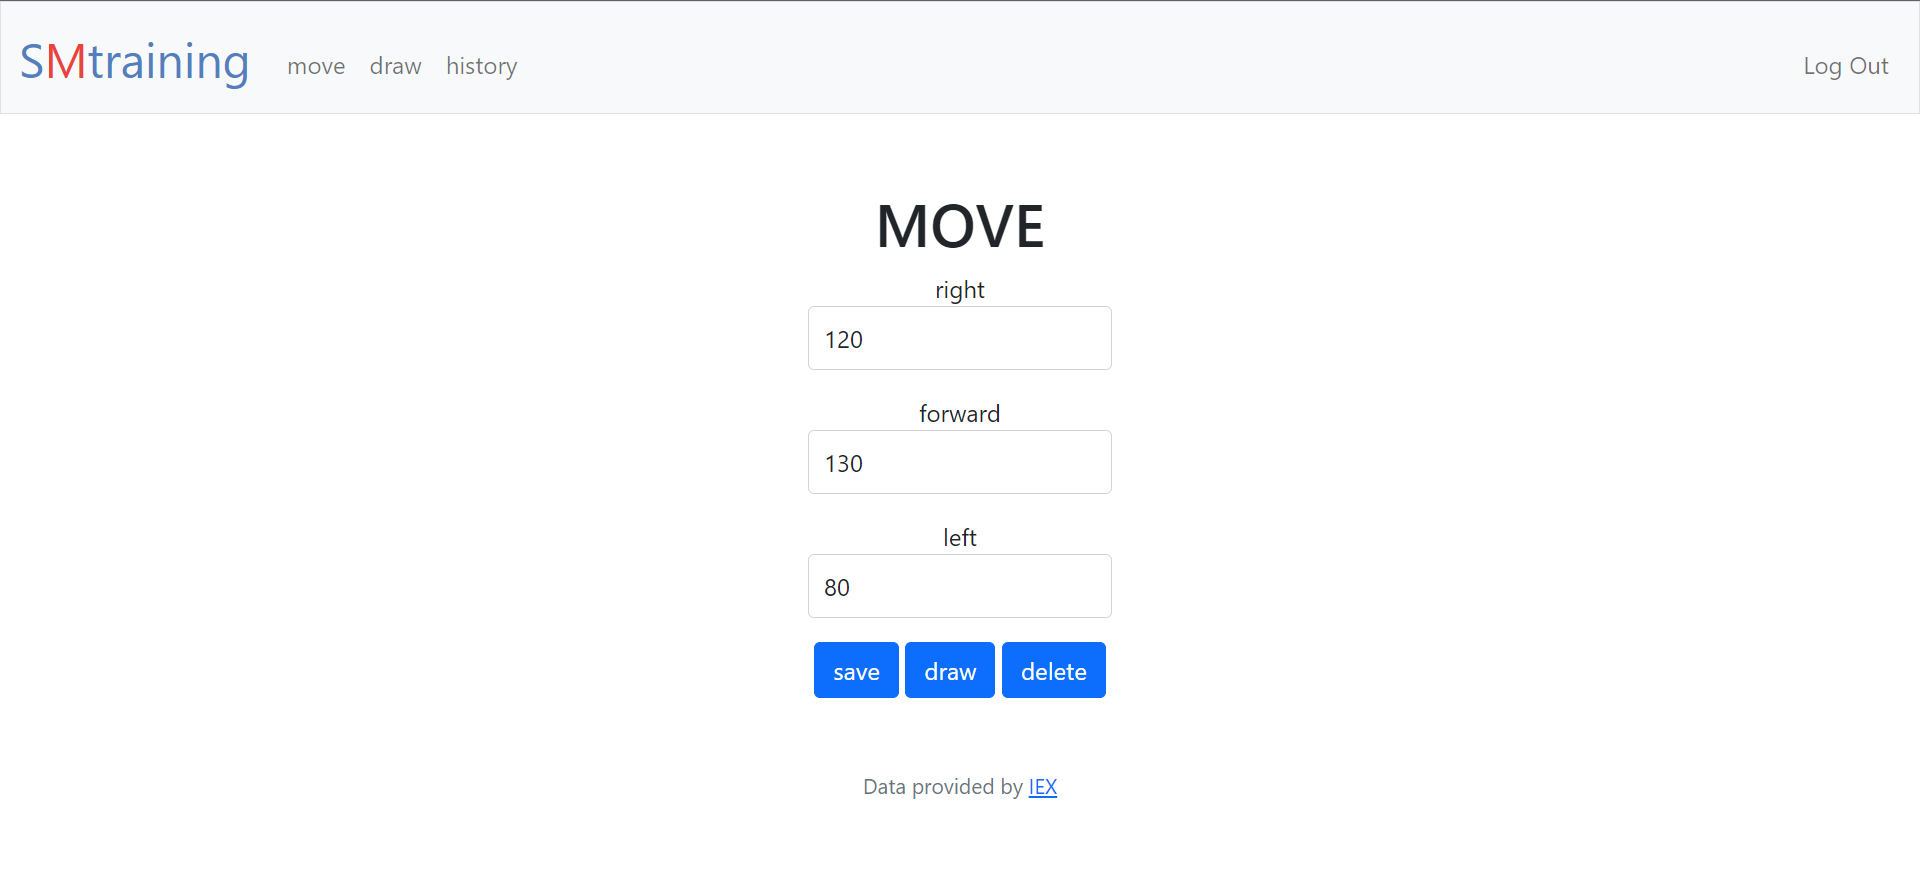 SMtraining move draw history Log Out
MOVE
right
120
forward
130
left
80
save draw delete
Data provided by IEX